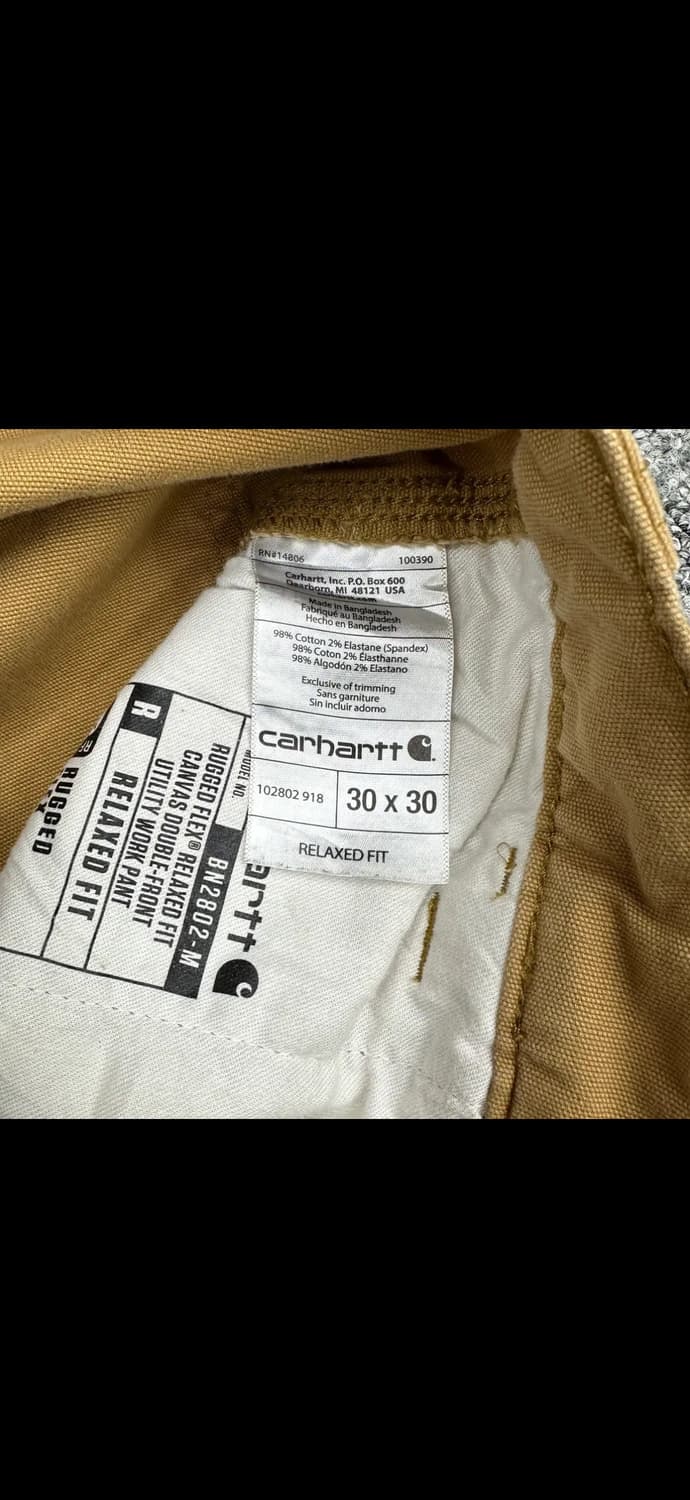 RN#14806 100390
Carhartt, Inc. P.O. Box 600
Dearborn, MI 48121 USA
Made in Bangladesh
Fabriqué au Bangladesh
Hecho en Bangladesh
98% Cotton 2% Elastane (Spandex)
98% Coton 2% Élasthanne
98% Algodón 2% Elastano
Exclusive of trimming
Sans garniture
Sin incluir adorno
carhartt
102802 918 30 x 30
RELAXED FIT
artt
MODEL NO. BN2802-M
RUGGED FLEX® RELAXED FIT
CANVAS DOUBLE-FRONT
UTILITY WORK PANT
R RELAXED FIT
RUGGED